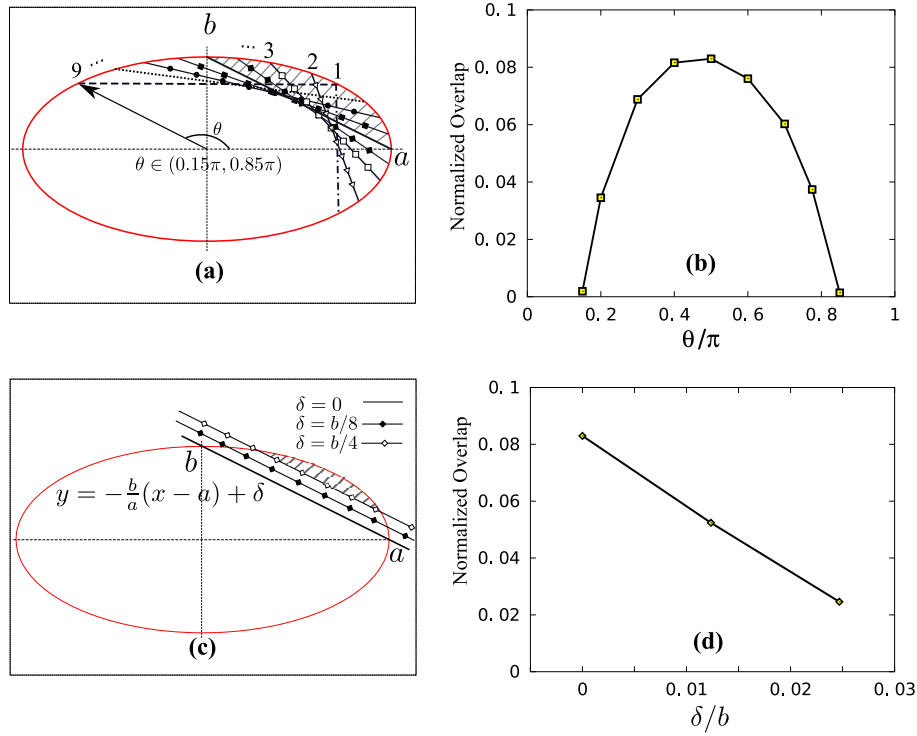 b
...
3
2
1
9
...
θ
θ ∈ (0.15π, 0.85π)
a
(a)
Normalized Overlap
0.1
0.08
0.06
0.04
0.02
0
0 0.2 0.4 0.6 0.8 1
θ/π
(b)
δ = 0
δ = b/8
δ = b/4
b
y = −\frac{b}{a}(x − a) + δ
a
(c)
Normalized Overlap
0.1
0.08
0.06
0.04
0.02
0
0 0.01 0.02 0.03
δ/b
(d)